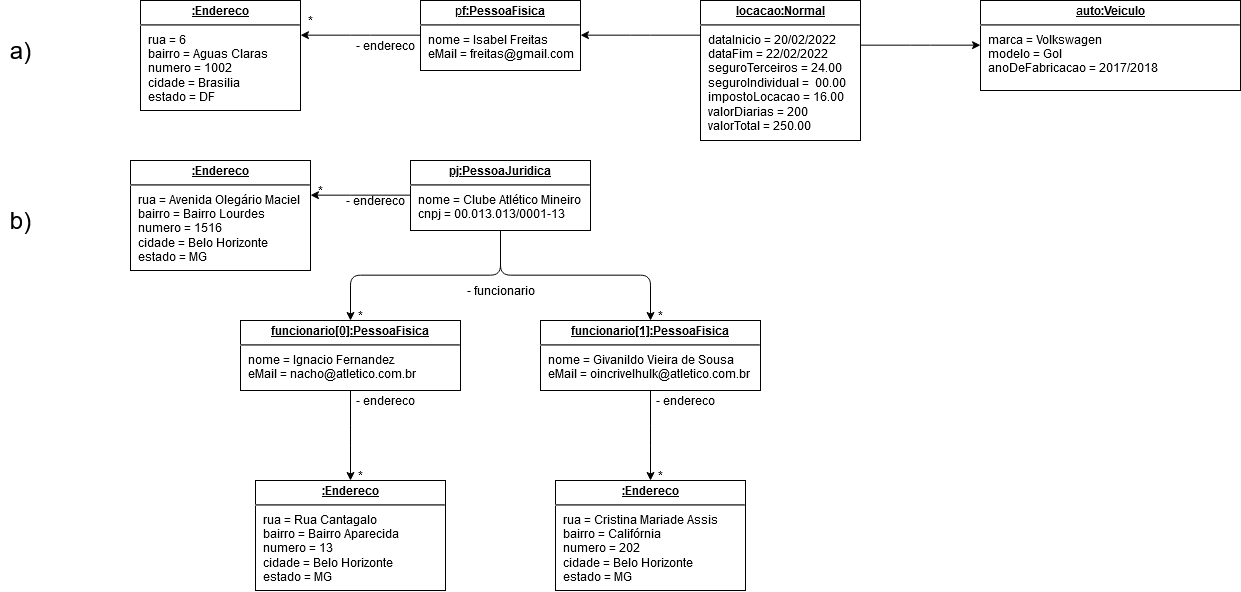 a)
:Endereco
rua = 6
bairro = Aguas Claras
numero = 1002
cidade = Brasilia
estado = DF
*
- endereco
pf:PessoaFisica
nome = Isabel Freitas
eMail = freitas@gmail.com
locacao:Normal
dataInicio = 20/02/2022
dataFim = 22/02/2022
seguroTerceiros = 24.00
seguroIndividual =  00.00
impostoLocacao = 16.00
valorDiarias = 200
valorTotal = 250.00
auto:Veiculo
marca = Volkswagen
modelo = Gol
anoDeFabricacao = 2017/2018
b)
:Endereco
rua = Avenida Olegário Maciel
bairro = Bairro Lourdes
numero = 1516
cidade = Belo Horizonte
estado = MG
*
- endereco
pj:PessoaJuridica
nome = Clube Atlético Mineiro
cnpj = 00.013.013/0001-13
- funcionario
*
*
funcionario[0]:PessoaFisica
nome = Ignacio Fernandez
eMail = nacho@atletico.com.br
- endereco
*
funcionario[1]:PessoaFisica
nome = Givanildo Vieira de Sousa
eMail = oincrivelhulk@atletico.com.br
- endereco
*
:Endereco
rua = Rua Cantagalo
bairro = Bairro Aparecida
numero = 13
cidade = Belo Horizonte
estado = MG
:Endereco
rua = Cristina Mariade Assis
bairro = Califórnia
numero = 202
cidade = Belo Horizonte
estado = MG